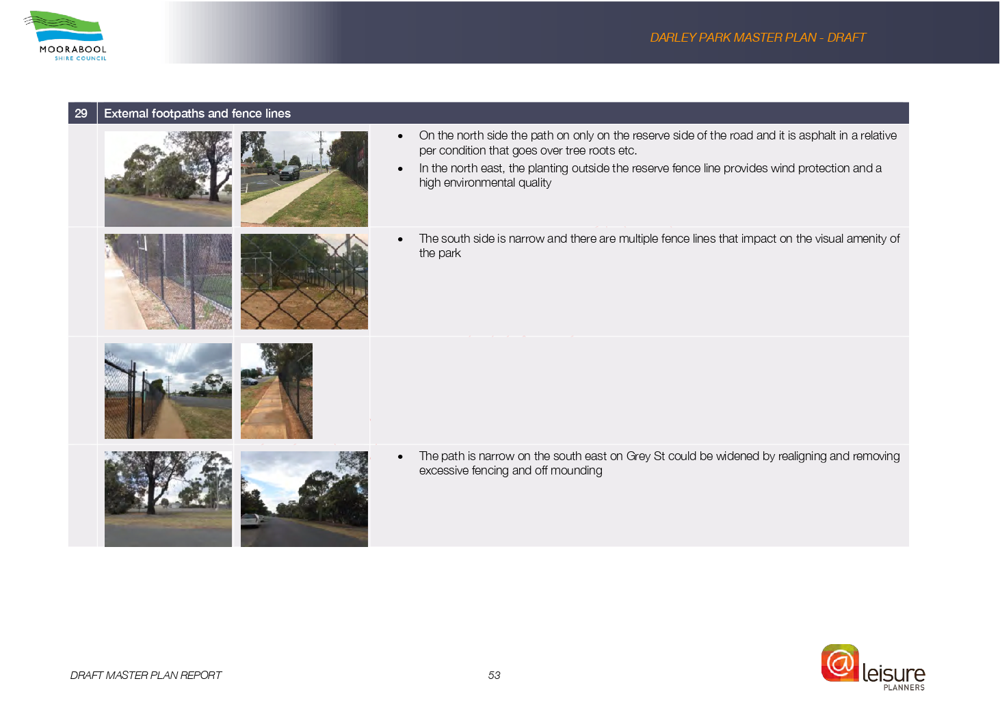 MOORABOOL
SHIRE COUNCIL
DARLEY PARK MASTER PLAN - DRAFT
29 External footpaths and fence lines
• On the north side the path on only on the reserve side of the road and it is asphalt in a relative
per condition that goes over tree roots etc.
• In the north east, the planting outside the reserve fence line provides wind protection and a
high environmental quality
• The south side is narrow and there are multiple fence lines that impact on the visual amenity of
the park
• The path is narrow on the south east on Grey St could be widened by realigning and removing
excessive fencing and off mounding
DRAFT MASTER PLAN REPORT
53
@leisure
PLANNERS